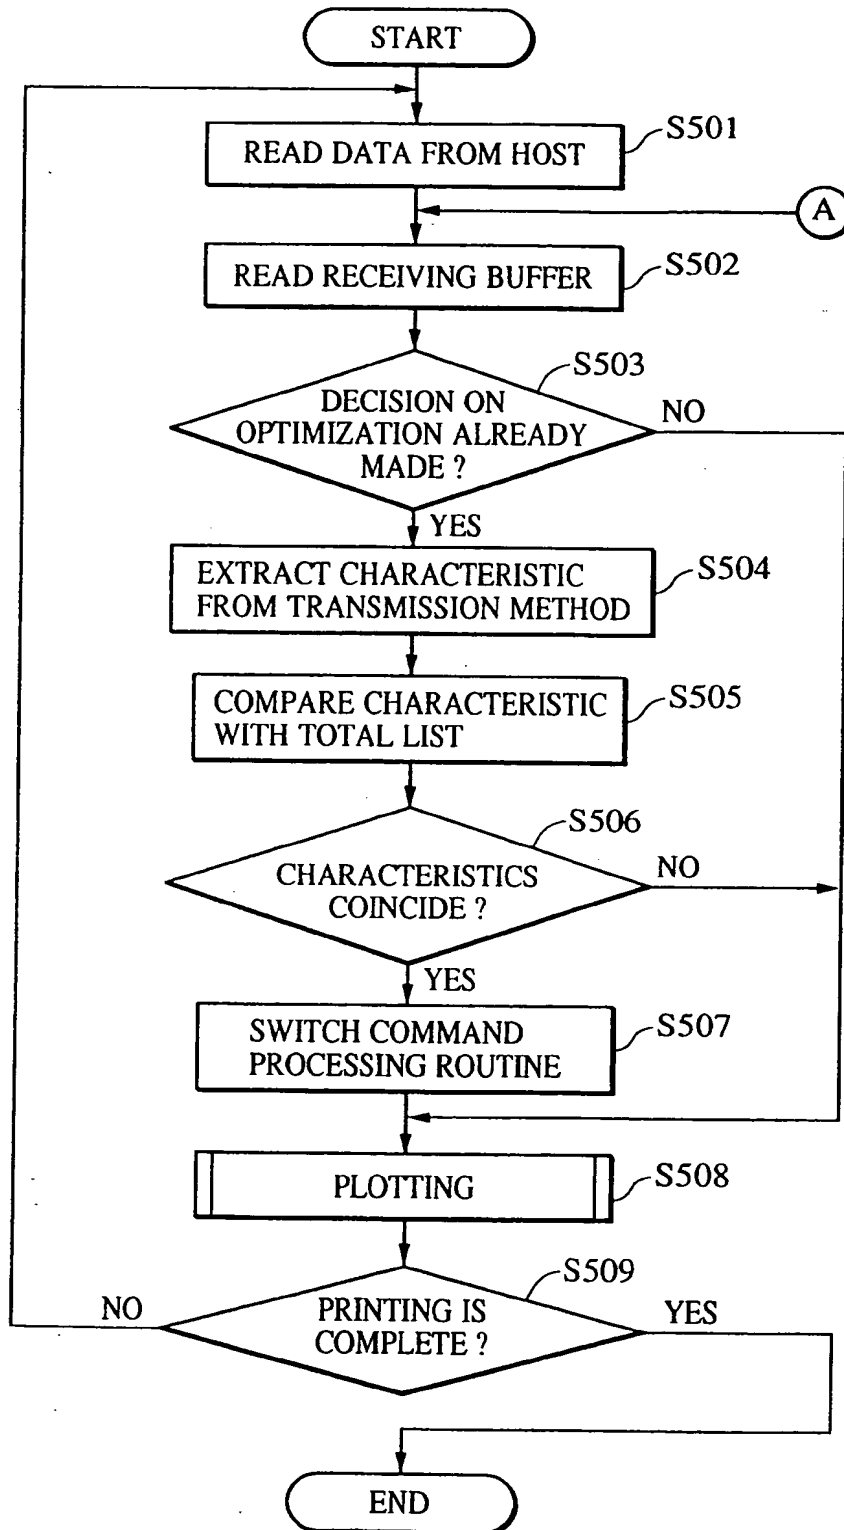 START
S501
READ DATA FROM HOST
A
S502
READ RECEIVING BUFFER
S503
DECISION ON
OPTIMIZATION ALREADY
MADE ?
NO
YES
S504
EXTRACT CHARACTERISTIC
FROM TRANSMISSION METHOD
S505
COMPARE CHARACTERISTIC
WITH TOTAL LIST
S506
CHARACTERISTICS
COINCIDE ?
NO
YES
S507
SWITCH COMMAND
PROCESSING ROUTINE
S508
PLOTTING
S509
NO
PRINTING IS
COMPLETE ?
YES
END